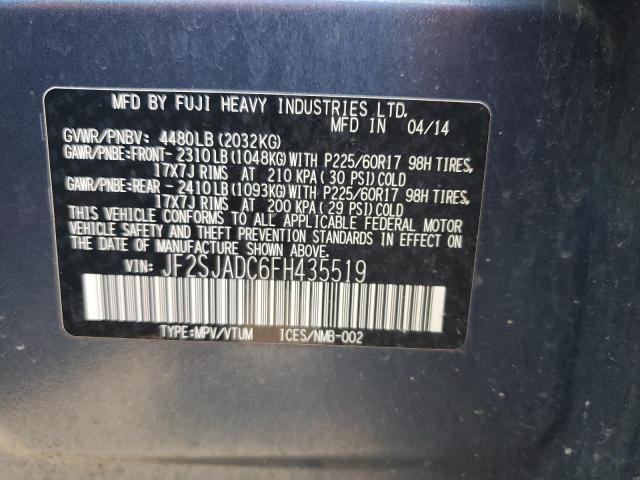 MFD BY FUJI HEAVY INDUSTRIES LTD.
MFD IN 04/14
GVWR/PNBV: 4480LB(2032KG)
GAWR/PNBE:FRONT- 2310LB(1048KG) WITH P225/60R17 98H TIRES,
17X7J RIMS AT 210 KPA(30 PSI)COLD
GAWR/PNBE:REAR - 2410LB(1093KG) WITH P225/60R17 98H TIRES,
17X7J RIMS AT 200 KPA(29 PSI)COLD
THIS VEHICLE CONFORMS TO ALL APPLICABLE FEDERAL MOTOR
VEHICLE SAFETY AND THEFT PREVENTION STANDARDS IN EFFECT
ON THE DATE OF MANUFACTURE SHOWN ABOVE.
VIN: JF2SJADC6FH435519
TYPE:MPV/VTUM ICES/NMB-002